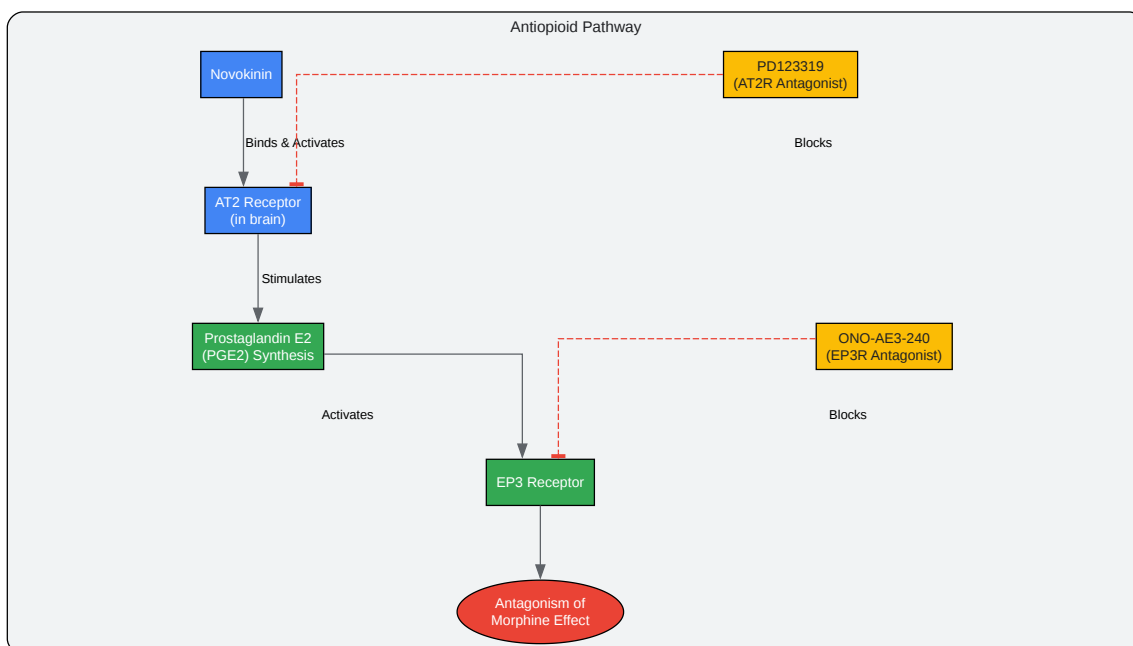 Antiopioid Pathway
Novokinin
PD123319
(AT2R Antagonist)
Binds & Activates
Blocks
AT2 Receptor
(in brain)
Stimulates
Prostaglandin E2
(PGE2) Synthesis
ONO-AE3-240
(EP3R Antagonist)
Activates
Blocks
EP3 Receptor
Antagonism of
Morphine Effect